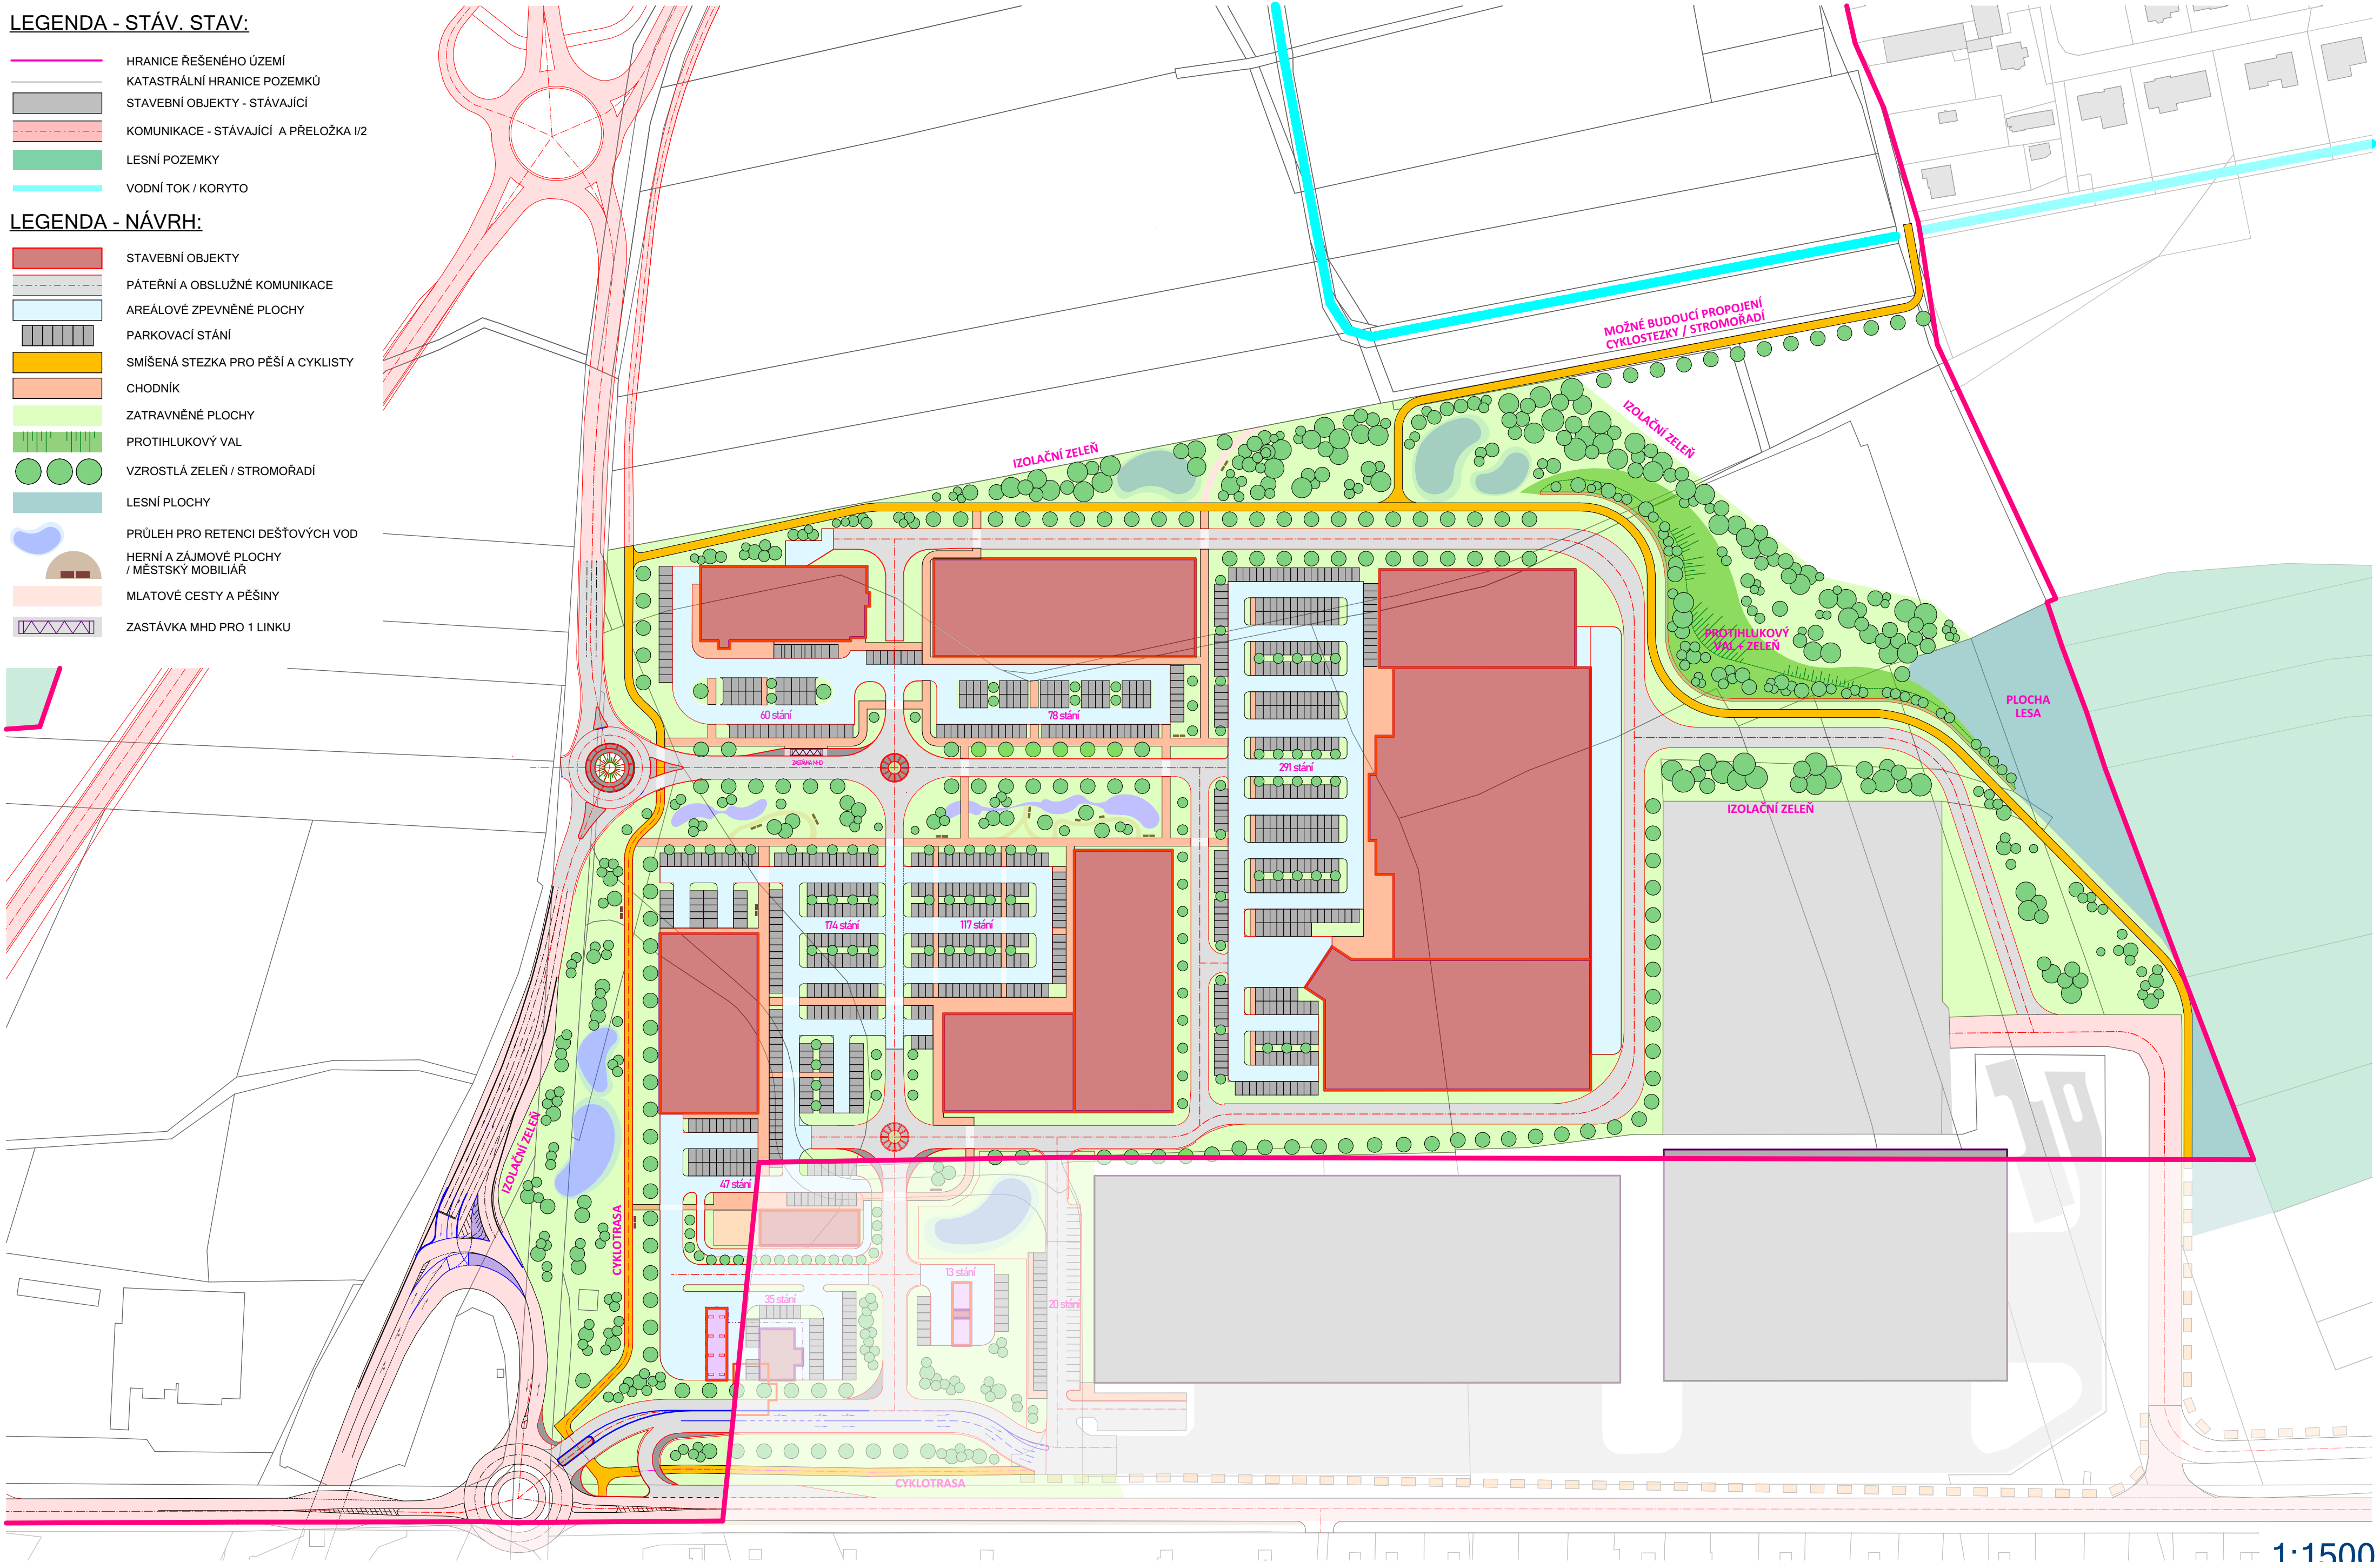 LEGENDA - STÁV. STAV:
HRANICE ŘEŠENÉHO ÚZEMÍ
KATASTRÁLNÍ HRANICE POZEMKŮ
STAVEBNÍ OBJEKTY - STÁVAJÍCÍ
KOMUNIKACE - STÁVAJÍCÍ A PŘELOŽKA I/2
LESNÍ POZEMKY
VODNÍ TOK / KORYTO
LEGENDA - NÁVRH:
STAVEBNÍ OBJEKTY
PÁTEŘNÍ A OBSLUŽNÉ KOMUNIKACE
AREÁLOVÉ ZPEVNĚNÉ PLOCHY
PARKOVACÍ STÁNÍ
SMÍŠENÁ STEZKA PRO PĚŠÍ A CYKLISTY
CHODNÍK
ZATRAVNĚNÉ PLOCHY
PROTIHLUKOVÝ VAL
VZROSTLÁ ZELEŇ / STROMOŘADÍ
LESNÍ PLOCHY
PRŮLEH PRO RETENCI DEŠŤOVÝCH VOD
HERNÍ A ZÁJMOVÉ PLOCHY
/ MĚSTSKÝ MOBILIÁŘ
MLATOVÉ CESTY A PĚŠINY
ZASTÁVKA MHD PRO 1 LINKU
MOŽNÉ BUDOUCÍ PROPOJENÍ
CYKLOSTEZKY / STROMOŘADÍ
IZOLAČNÍ ZELEŇ
IZOLAČNÍ ZELEŇ
PROTIHLUKOVÝ
VAL + ZELEŇ
PLOCHA
LESA
60 stání
78 stání
ZASTÁVKA MHD
291 stání
IZOLAČNÍ ZELEŇ
174 stání
117 stání
IZOLAČNÍ ZELEŇ
47 stání
CYKLOTRASA
13 stání
35 stání
20 stání
CYKLOTRASA
1:1500